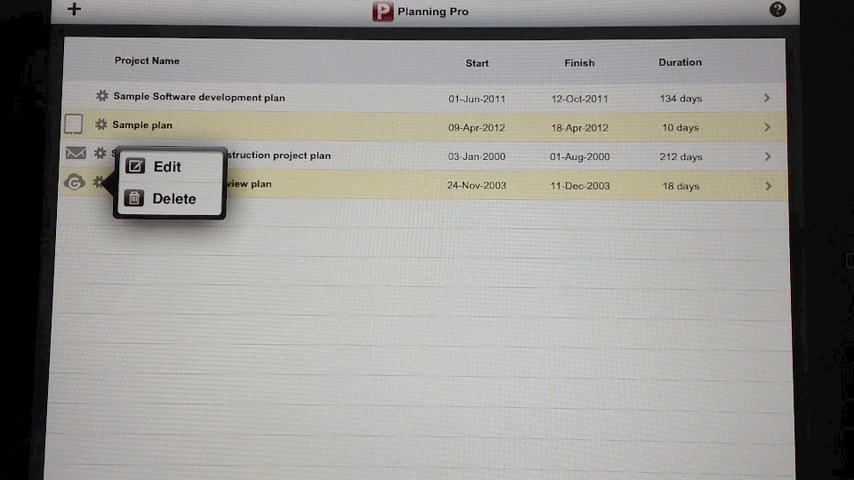 + P Planning Pro ?
Project Name Start Finish Duration
Sample Software development plan 01-Jun-2011 12-Oct-2011 134 days
Sample plan 09-Apr-2012 18-Apr-2012 10 days
struction project plan 03-Jan-2000 01-Aug-2000 212 days
Edit
view plan 24-Nov-2003 11-Dec-2003 18 days
Delete